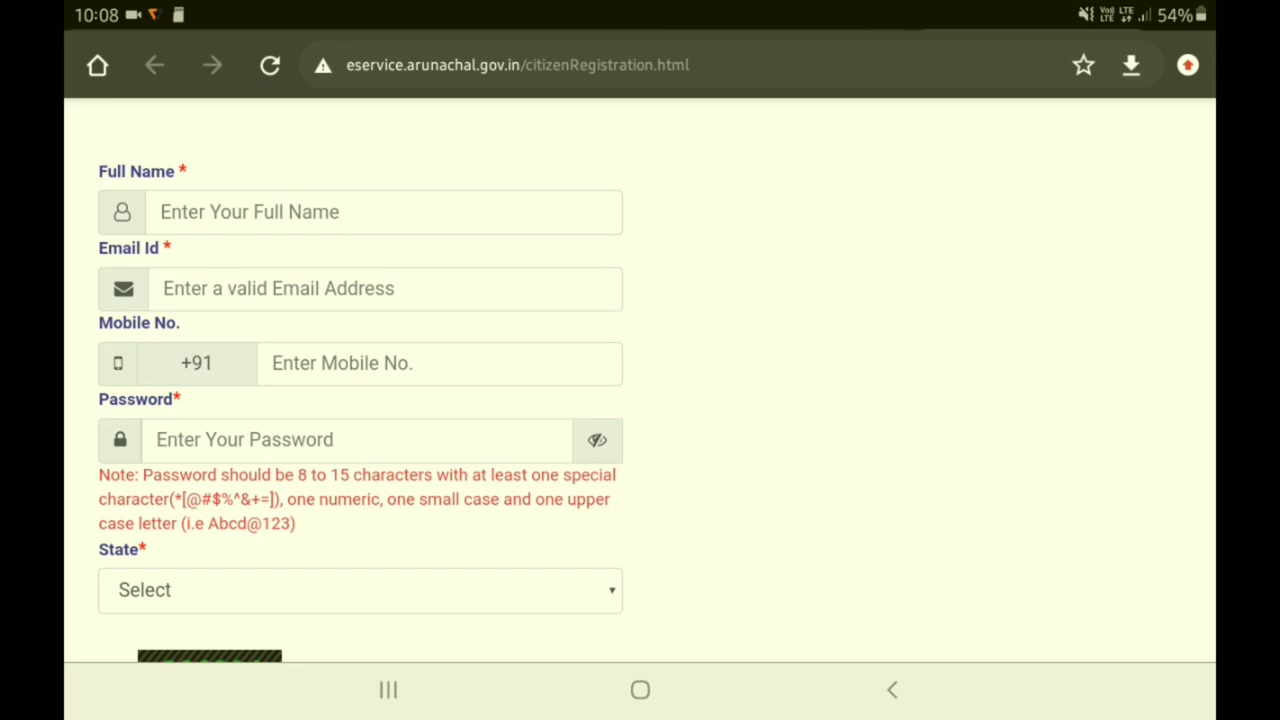 10:08 54%
eservice.arunachal.gov.in/citizenRegistration.html
Full Name *
Enter Your Full Name
Email Id *
Enter a valid Email Address
Mobile No.
+91 Enter Mobile No.
Password*
Enter Your Password
Note: Password should be 8 to 15 characters with at least one special
character(*[@#$%^&+=]), one numeric, one small case and one upper
case letter (i.e Abcd@123)
State*
Select